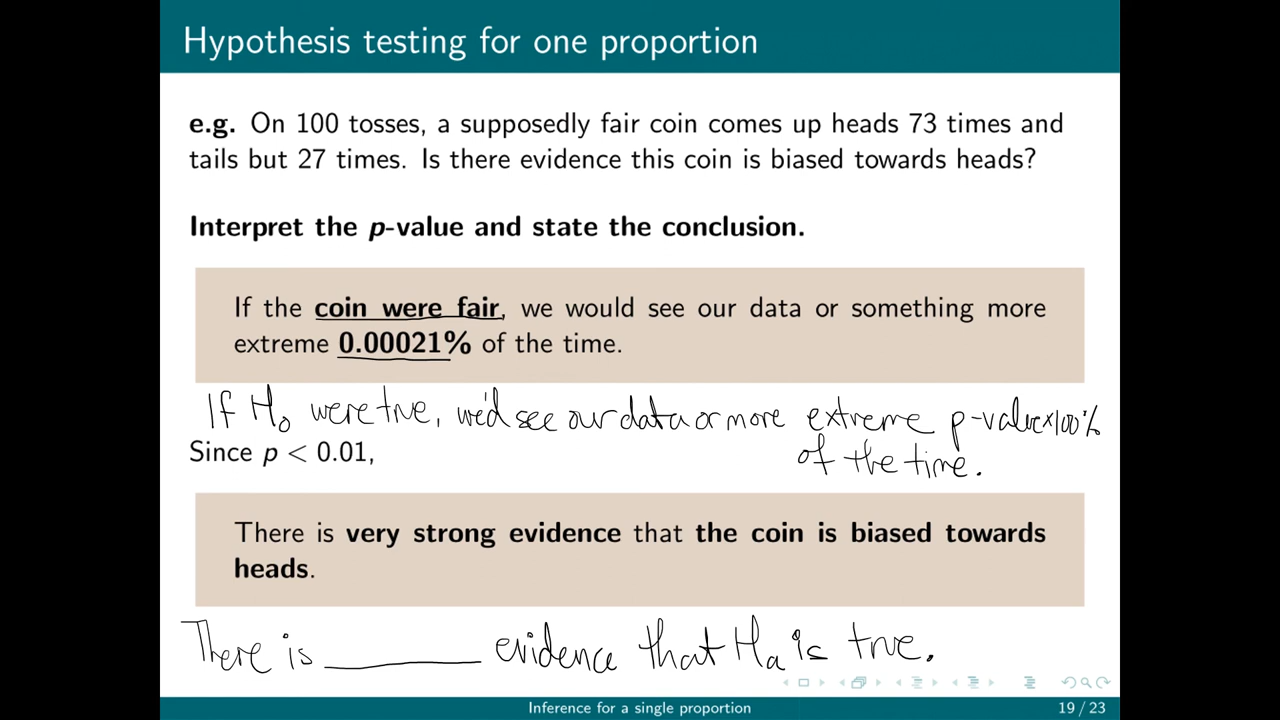 Hypothesis testing for one proportion
e.g. On 100 tosses, a supposedly fair coin comes up heads 73 times and
tails but 27 times. Is there evidence this coin is biased towards heads?
Interpret the p-value and state the conclusion.
If the coin were fair, we would see our data or something more
extreme 0.00021% of the time.
If H₀ were true, we'd see our data or more extreme p-value×100%
of the time.
Since p < 0.01,
There is very strong evidence that the coin is biased towards
heads.
There is ________ evidence that Hₐ is true.
Inference for a single proportion
19 / 23